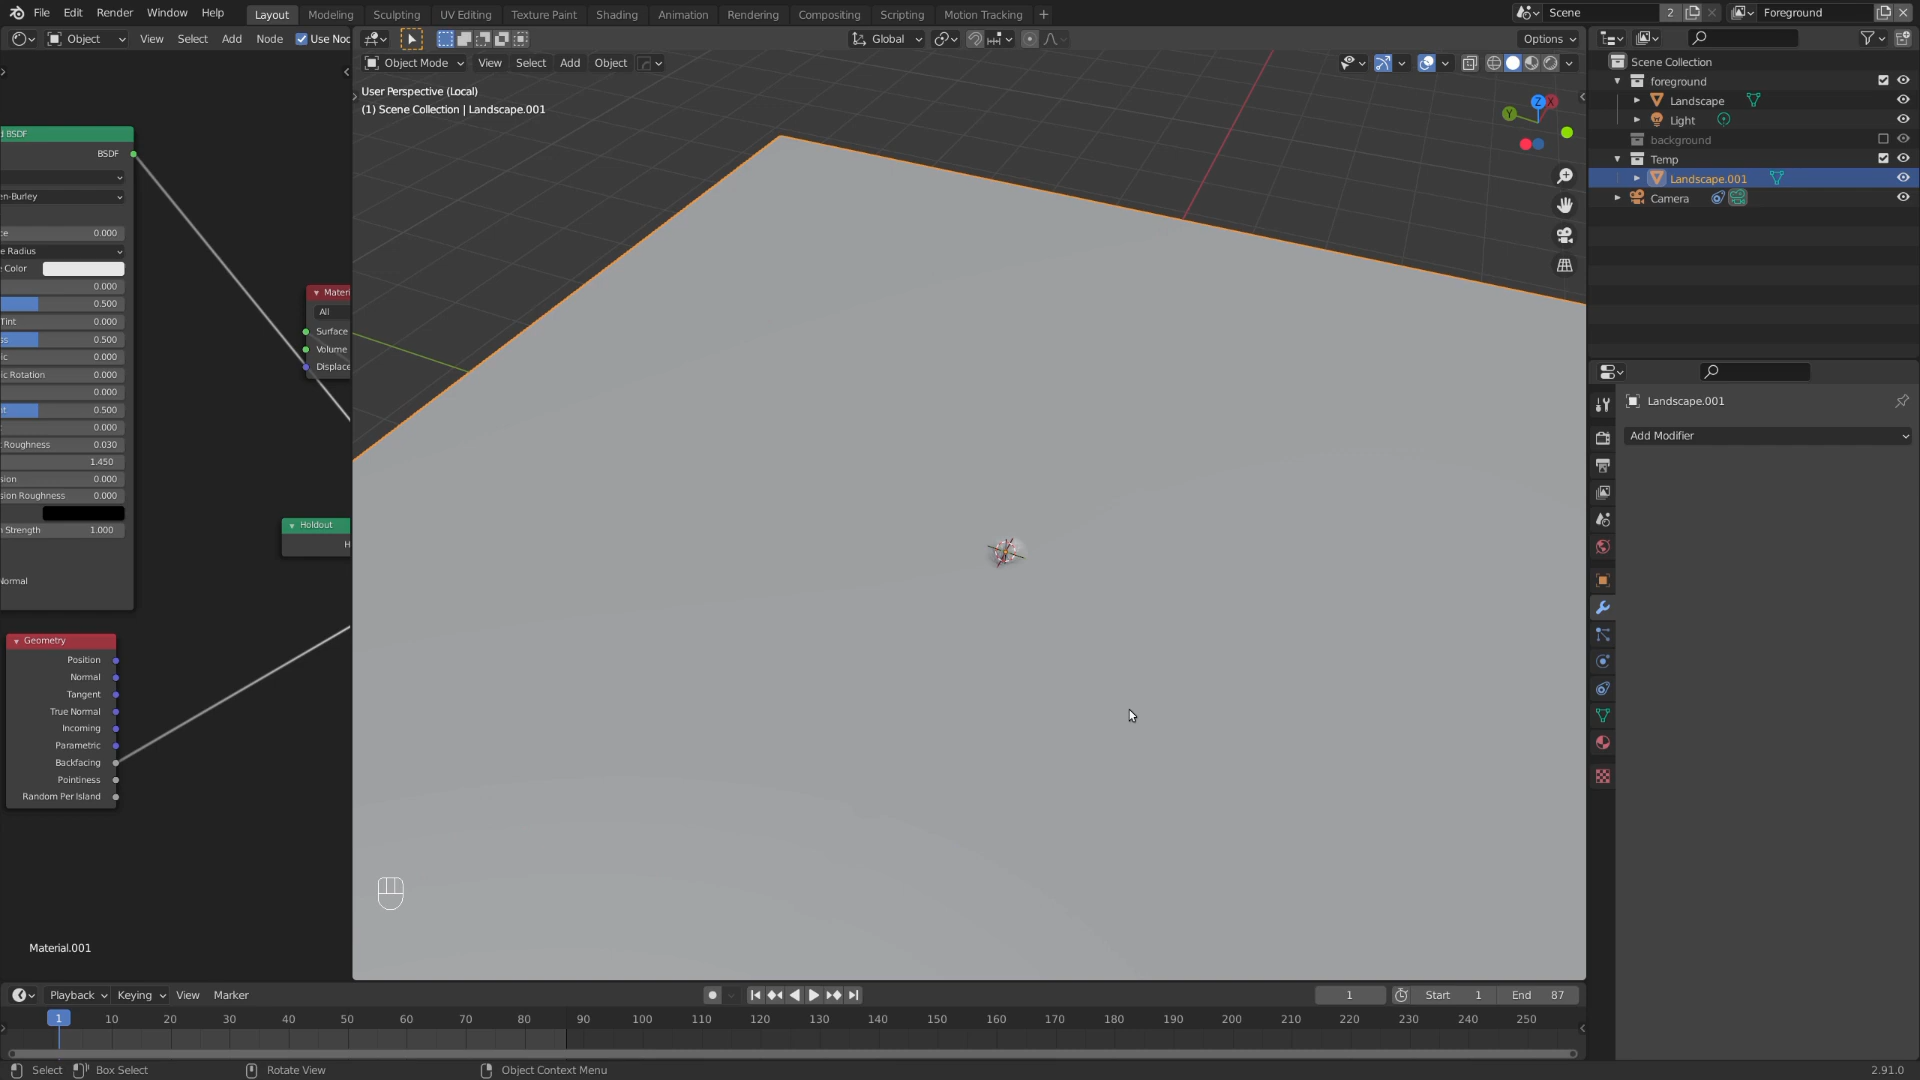 File Edit Render Window Help Layout Modeling Sculpting UV Editing Texture Paint Shading Animation Rendering Compositing Scripting Motion Tracking + Scene 2 Foreground
Object View Select Add Node Use Noc Global Options
Object Mode View Select Add Object
User Perspective (Local)
(1) Scene Collection | Landscape.001
Z X Y
Scene Collection
foreground
Landscape
Light
background
Temp
Landscape.001
Camera
Landscape.001
Add Modifier
BSDF
BSDF
en-Burley
0.000
e Radius
Color
0.000
0.500
Tint 0.000
0.500
0.000
ic Rotation 0.000
0.000
0.500
0.000
Roughness 0.030
1.450
0.000
sion Roughness 0.000
Strength 1.000
Normal
Materi
All
Surface
Volume
Displace
Holdout
H
Geometry
Position
Normal
Tangent
True Normal
Incoming
Parametric
Backfacing
Pointiness
Random Per Island
Material.001
Playback Keying View Marker 1 Start 1 End 87
1 10 20 30 40 50 60 70 80 90 100 110 120 130 140 150 160 170 180 190 200 210 220 230 240 250
Select Box Select Rotate View Object Context Menu 2.91.0